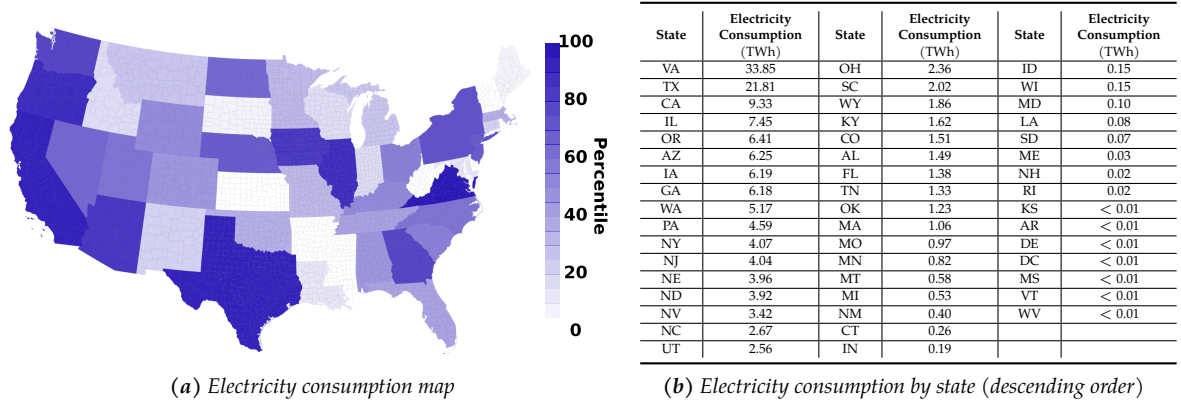 100
80
60
40
20
0
Percentile
(a) Electricity consumption map
State Electricity Consumption (TWh) State Electricity Consumption (TWh) State Electricity Consumption (TWh)
VA 33.85 OH 2.36 ID 0.15
TX 21.81 SC 2.02 WI 0.15
CA 9.33 WY 1.86 MD 0.10
IL 7.45 KY 1.62 LA 0.08
OR 6.41 CO 1.51 SD 0.07
AZ 6.25 AL 1.49 ME 0.03
IA 6.19 FL 1.38 NH 0.02
GA 6.18 TN 1.33 RI 0.02
WA 5.17 OK 1.23 KS < 0.01
PA 4.59 MA 1.06 AR < 0.01
NY 4.07 MO 0.97 DE < 0.01
NJ 4.04 MN 0.82 DC < 0.01
NE 3.96 MT 0.58 MS < 0.01
ND 3.92 MI 0.53 VT < 0.01
NV 3.42 NM 0.40 WV < 0.01
NC 2.67 CT 0.26
UT 2.56 IN 0.19
(b) Electricity consumption by state (descending order)